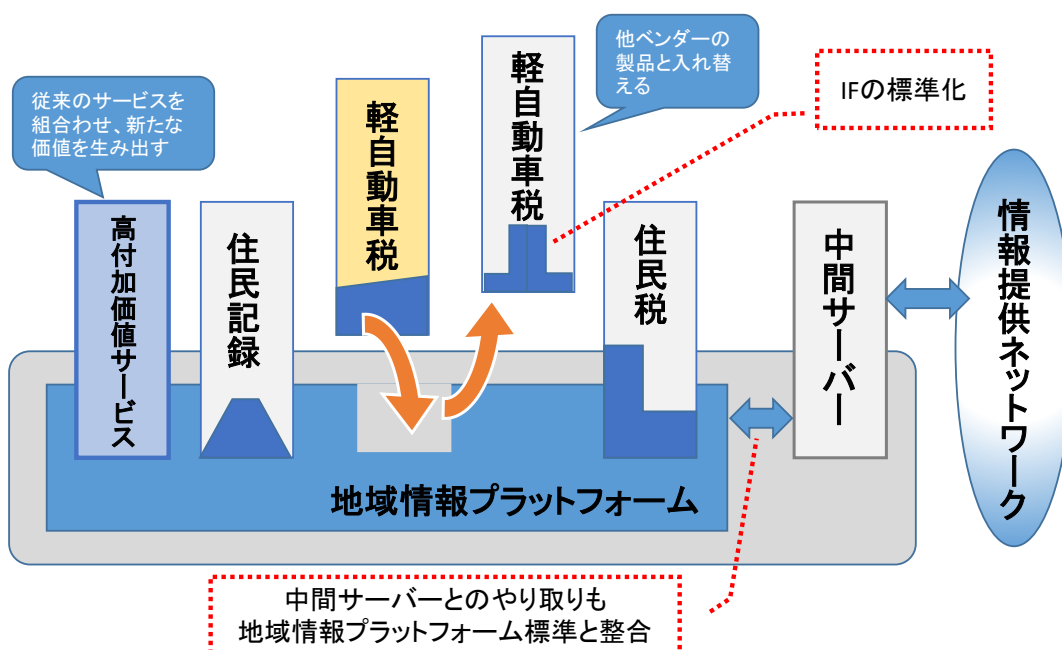 他ベンダーの
製品と入れ替
える
IFの標準化
従来のサービスを
組合わせ、新たな
価値を生み出す
高付加価値サービス
住民記録
軽自動車税
軽自動車税
住民税
中間サーバー
情報提供ネットワーク
地域情報プラットフォーム
中間サーバーとのやり取りも
地域情報プラットフォーム標準と整合